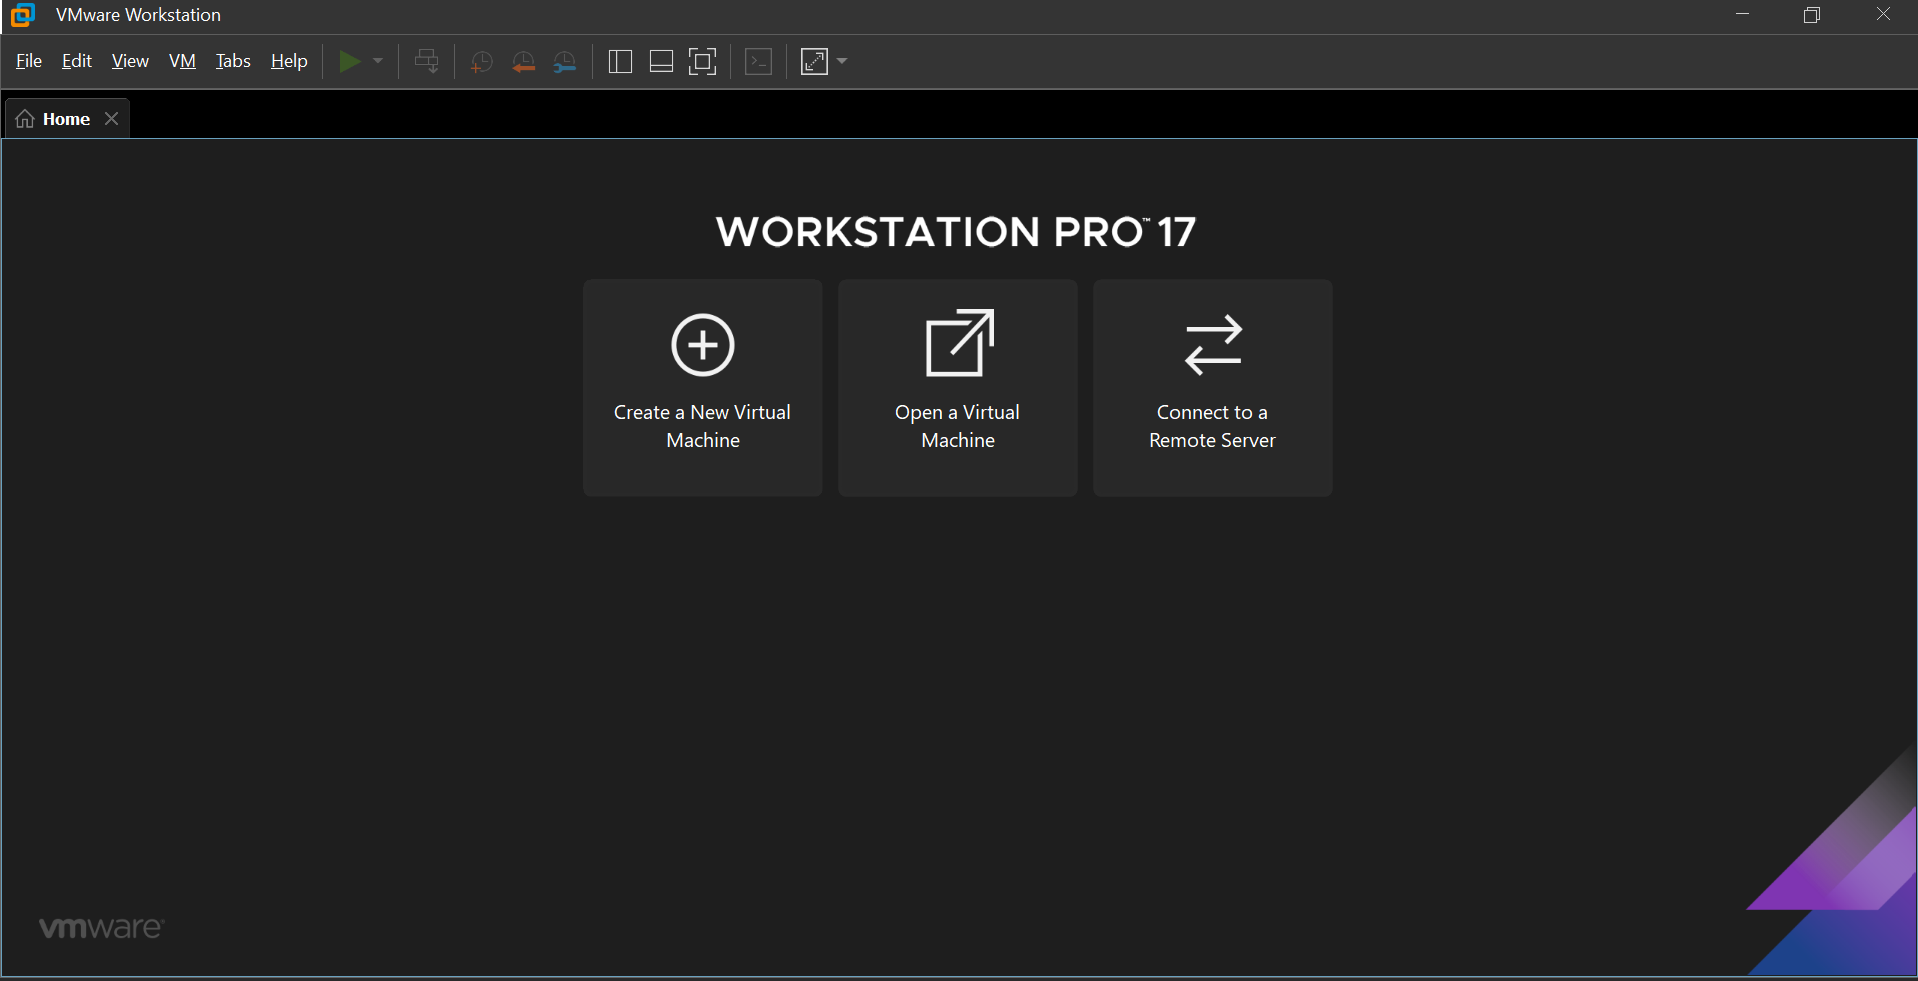 VMware Workstation
File Edit View VM Tabs Help
Home
WORKSTATION PRO™ 17
Create a New Virtual
Machine
Open a Virtual
Machine
Connect to a
Remote Server
vmware®